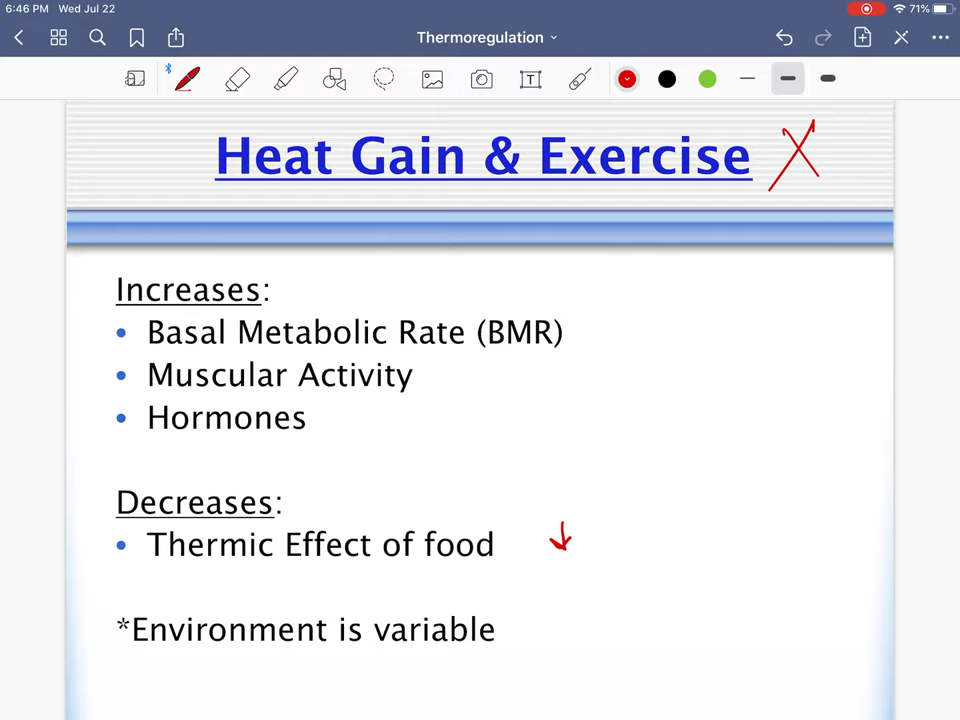 6:46 PM Wed Jul 22 71%
Thermoregulation
T
Heat Gain & Exercise X
Increases:
• Basal Metabolic Rate (BMR)
• Muscular Activity
• Hormones
Decreases:
• Thermic Effect of food ↓
*Environment is variable